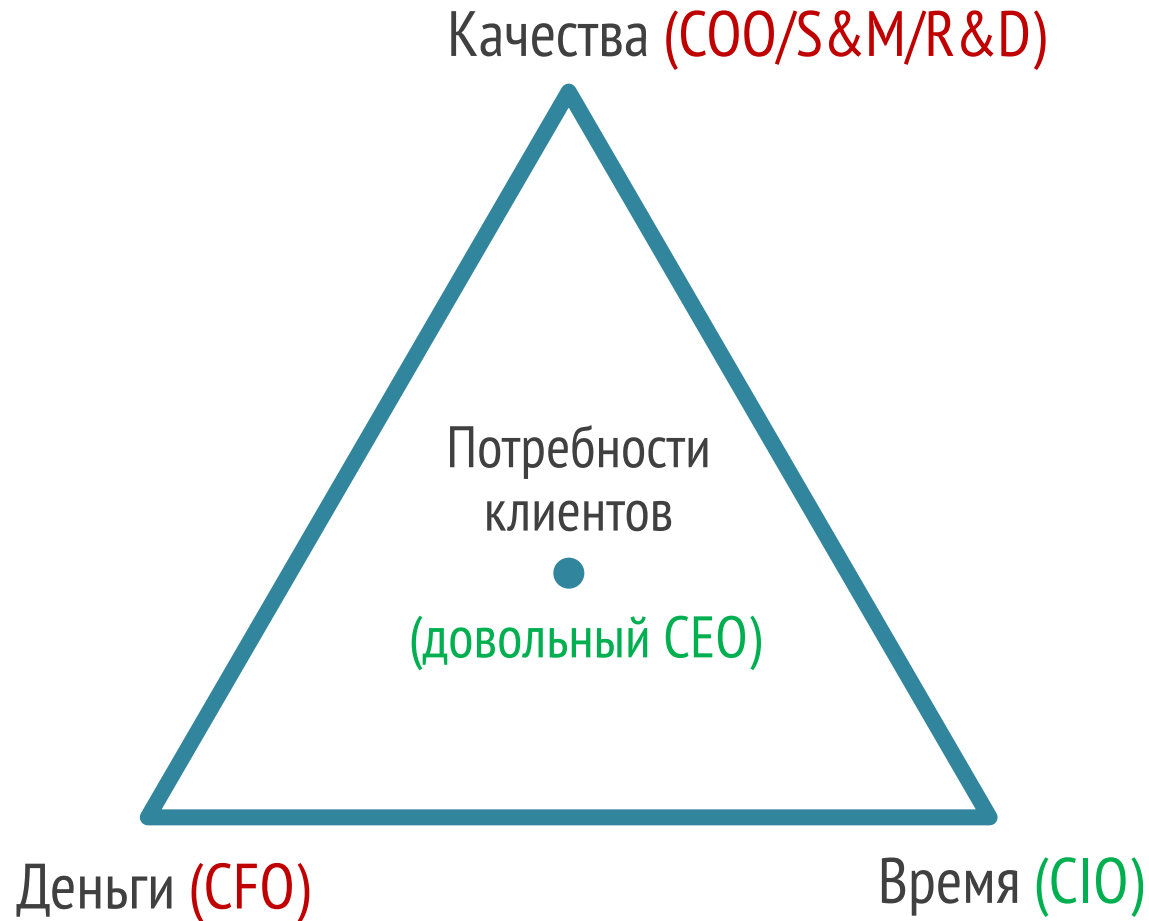 Качества (COO/S&M/R&D)
Потребности
клиентов
(довольный CEO)
Деньги (CFO)
Время (CIO)